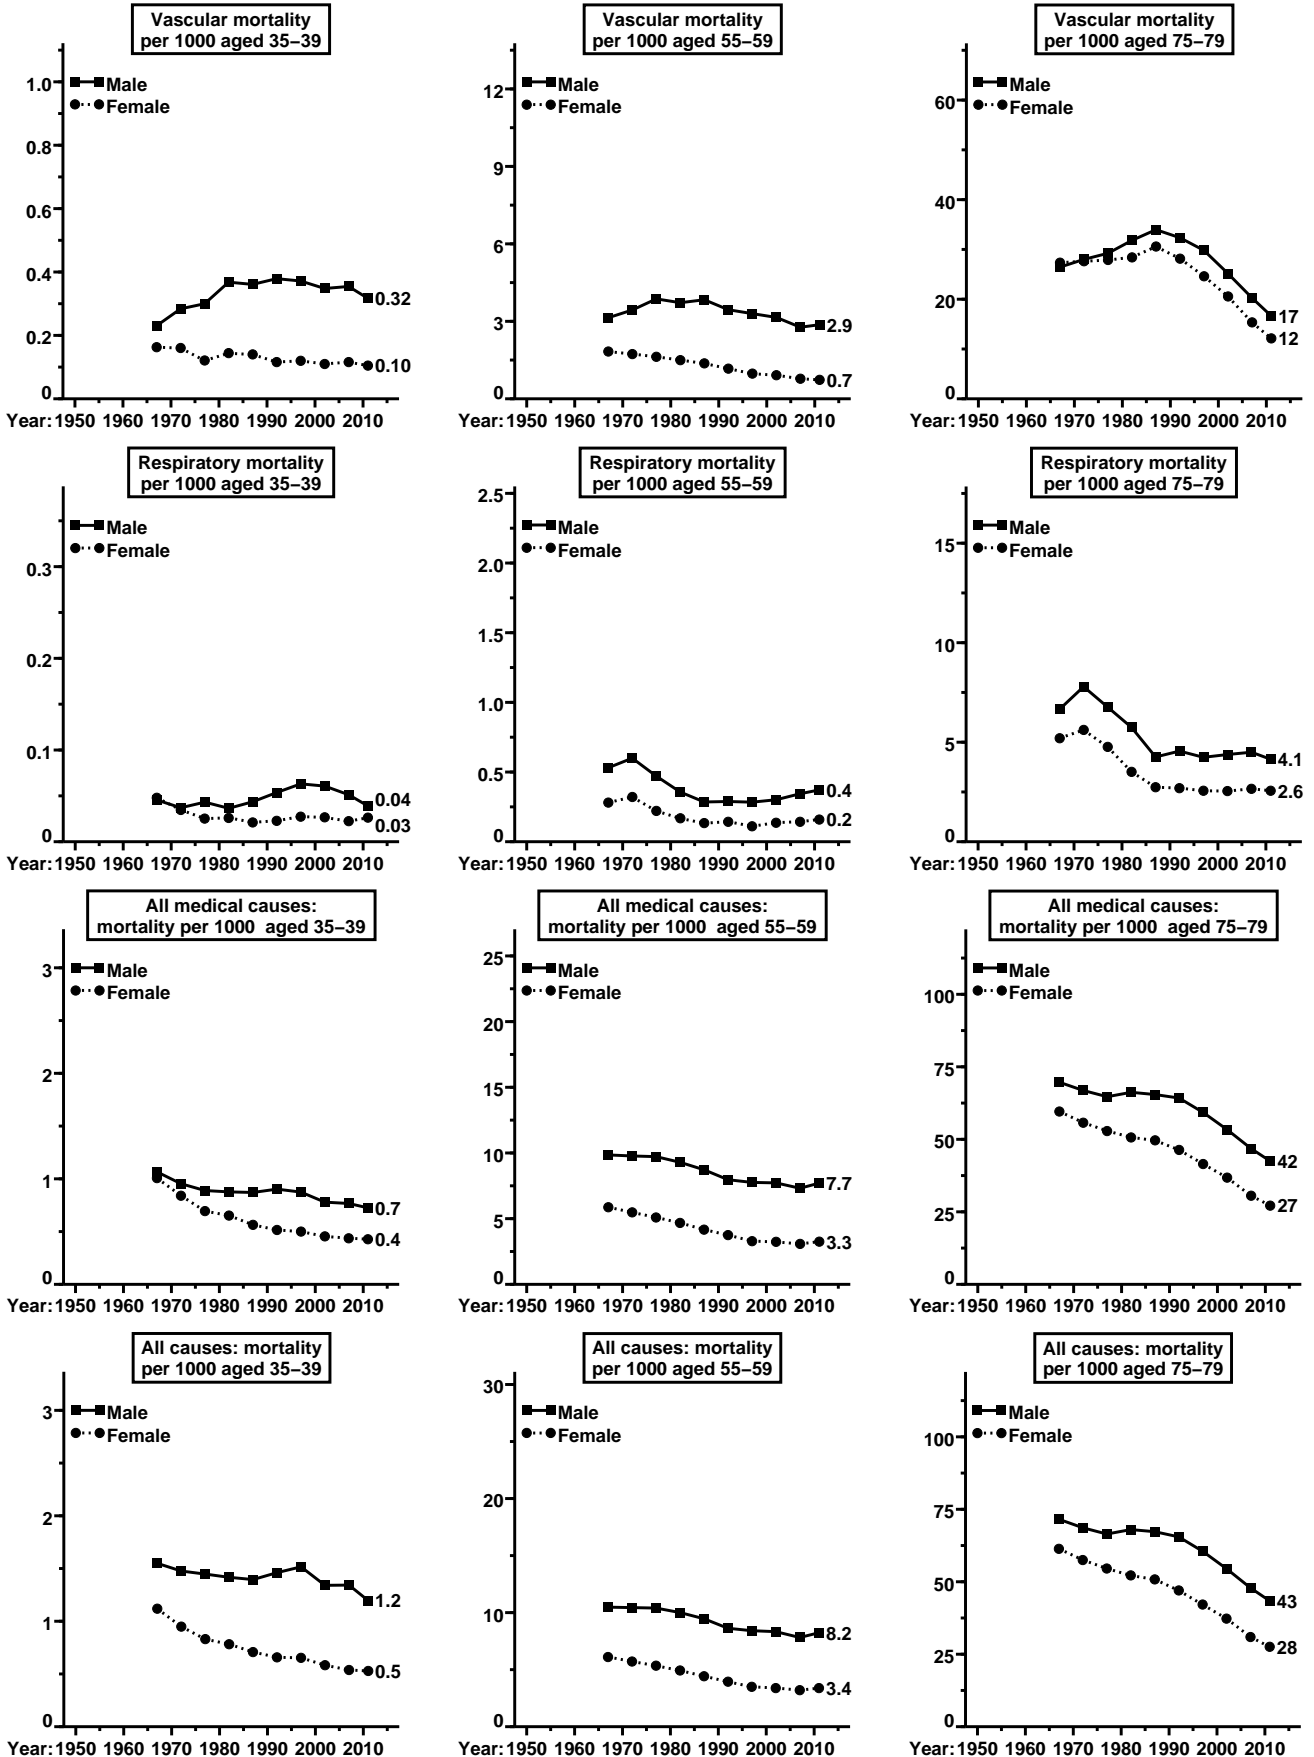 Vascular mortality
per 1000 aged 35–39
1.0
0.8
0.6
0.4
0.2
0
Male
Female
0.32
0.10
Year: 1950 1960 1970 1980 1990 2000 2010
Vascular mortality
per 1000 aged 55–59
12
9
6
3
0
Male
Female
2.9
0.7
1950 1960 1970 1980 1990 2000 2010
Vascular mortality
per 1000 aged 75–79
60
40
20
0
Male
Female
17
12
Year: 1950 1960 1970 1980 1990 2000 2010
Respiratory mortality
per 1000 aged 35–39
0.3
0.2
0.1
0
Male
Female
0.04
0.03
Year: 1950 1960 1970 1980 1990 2000 2010
Respiratory mortality
per 1000 aged 55–59
2.5
2.0
1.5
1.0
0.5
0
Male
Female
0.4
0.2
Year: 1950 1960 1970 1980 1990 2000 2010
Respiratory mortality
per 1000 aged 75–79
15
10
5
0
Male
Female
4.1
2.6
Year: 1950 1960 1970 1980 1990 2000 2010
All medical causes:
mortality per 1000 aged 35–39
3
2
1
0
Male
Female
0.7
0.4
Year: 1950 1960 1970 1980 1990 2000 2010
All medical causes:
mortality per 1000 aged 55–59
25
20
15
10
5
0
Male
Female
7.7
3.3
Year: 1950 1960 1970 1980 1990 2000 2010
All medical causes:
mortality per 1000 aged 75–79
100
75
50
25
0
Male
Female
42
27
Year: 1950 1960 1970 1980 1990 2000 2010
All causes: mortality
per 1000 aged 35–39
3
2
1
0
Male
Female
1.2
0.5
Year: 1950 1960 1970 1980 1990 2000 2010
All causes: mortality
per 1000 aged 55–59
30
20
10
0
Male
Female
8.2
3.4
Year: 1950 1960 1970 1980 1990 2000 2010
All causes: mortality
per 1000 aged 75–79
100
75
50
25
0
Male
Female
43
28
Year: 1950 1960 1970 1980 1990 2000 2010